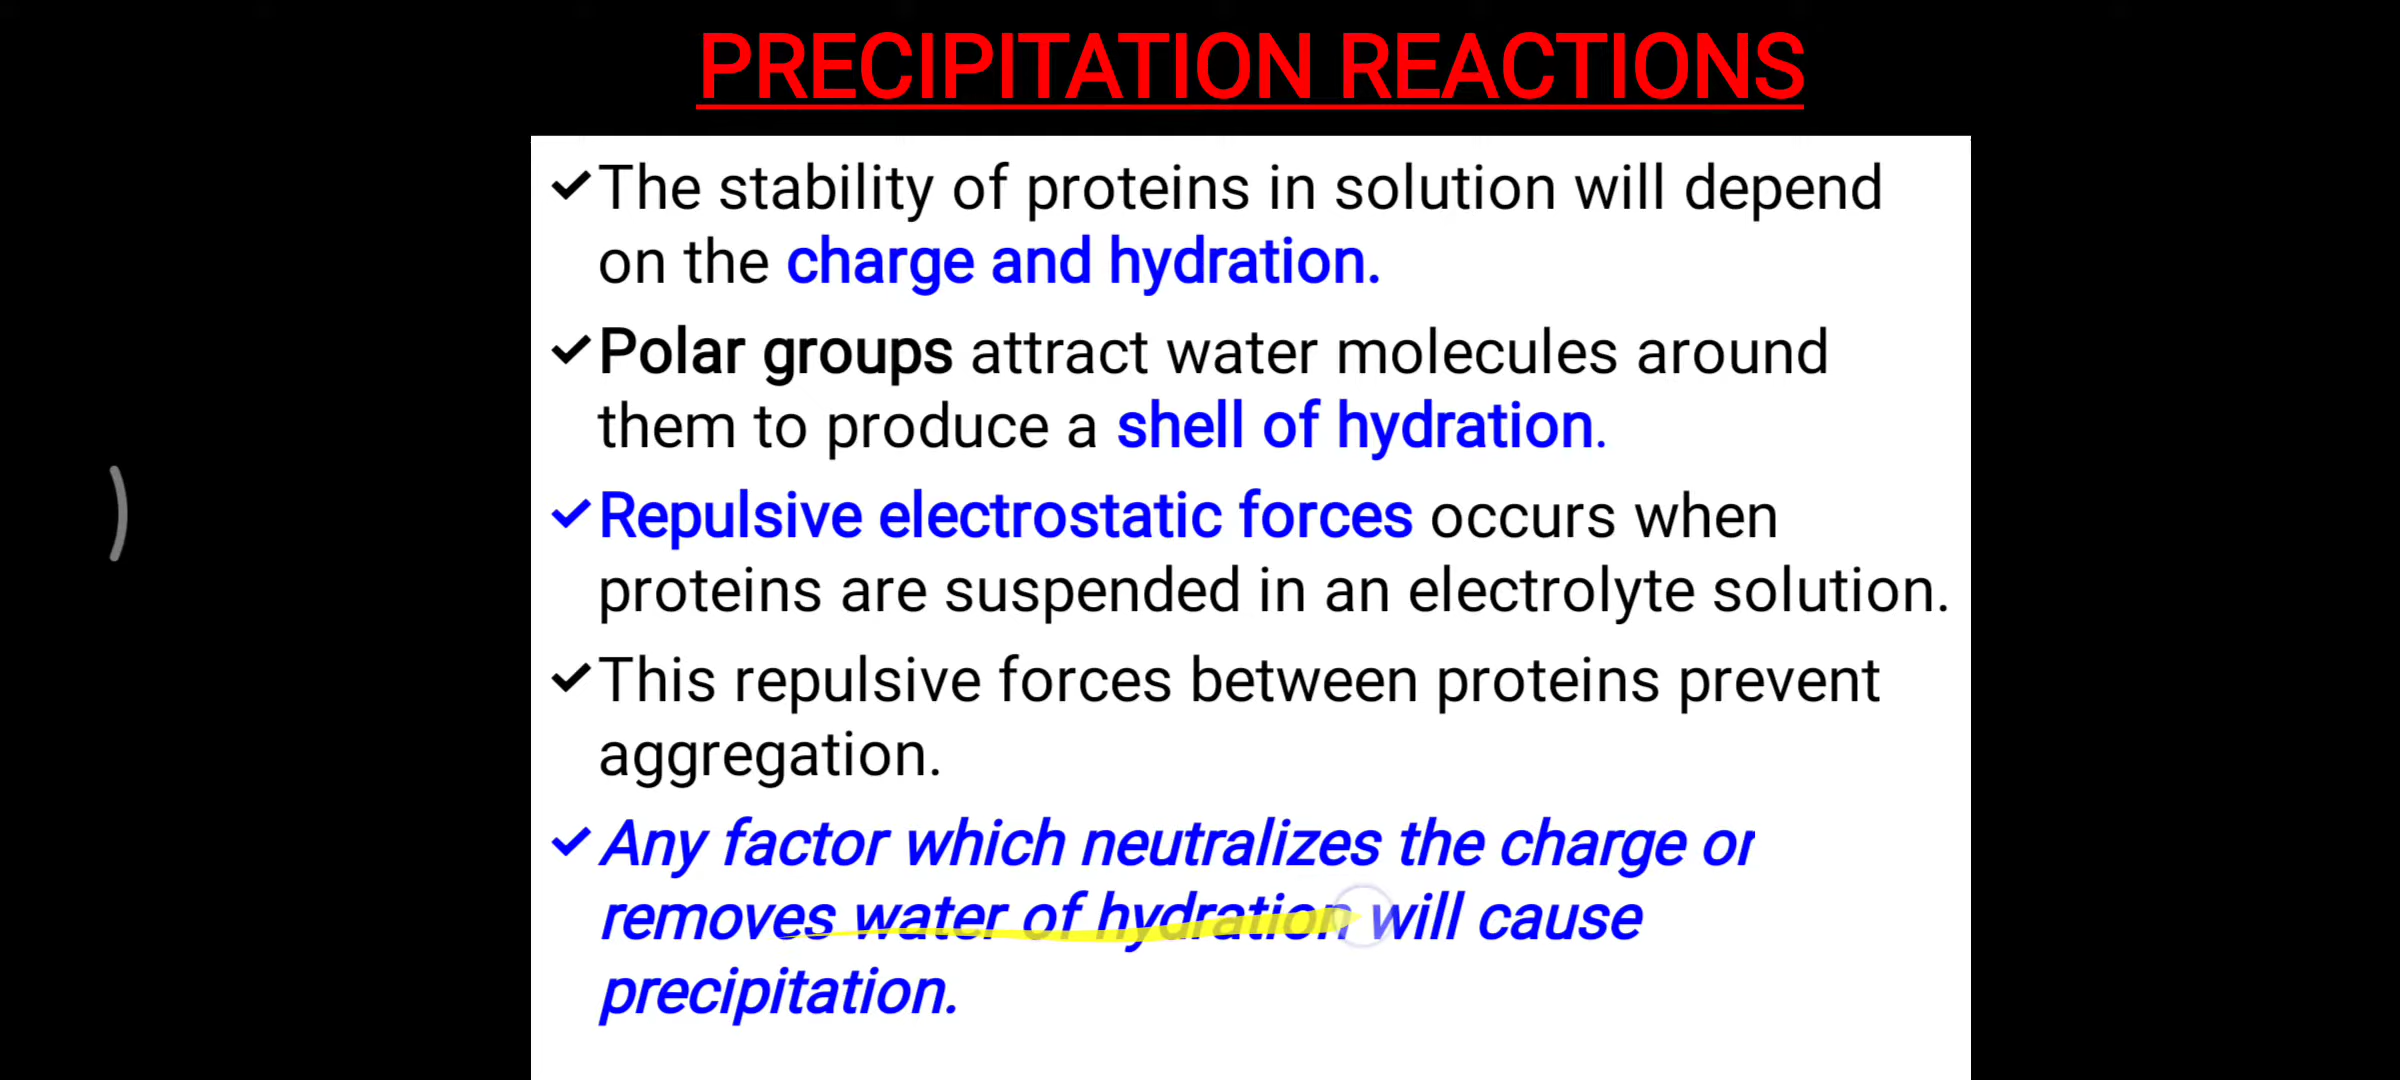 PRECIPITATION REACTIONS
✓The stability of proteins in solution will depend
on the charge and hydration.
✓Polar groups attract water molecules around
them to produce a shell of hydration.
✓Repulsive electrostatic forces occurs when
proteins are suspended in an electrolyte solution.
✓This repulsive forces between proteins prevent
aggregation.
✓Any factor which neutralizes the charge or
removes water of hydration will cause
precipitation.